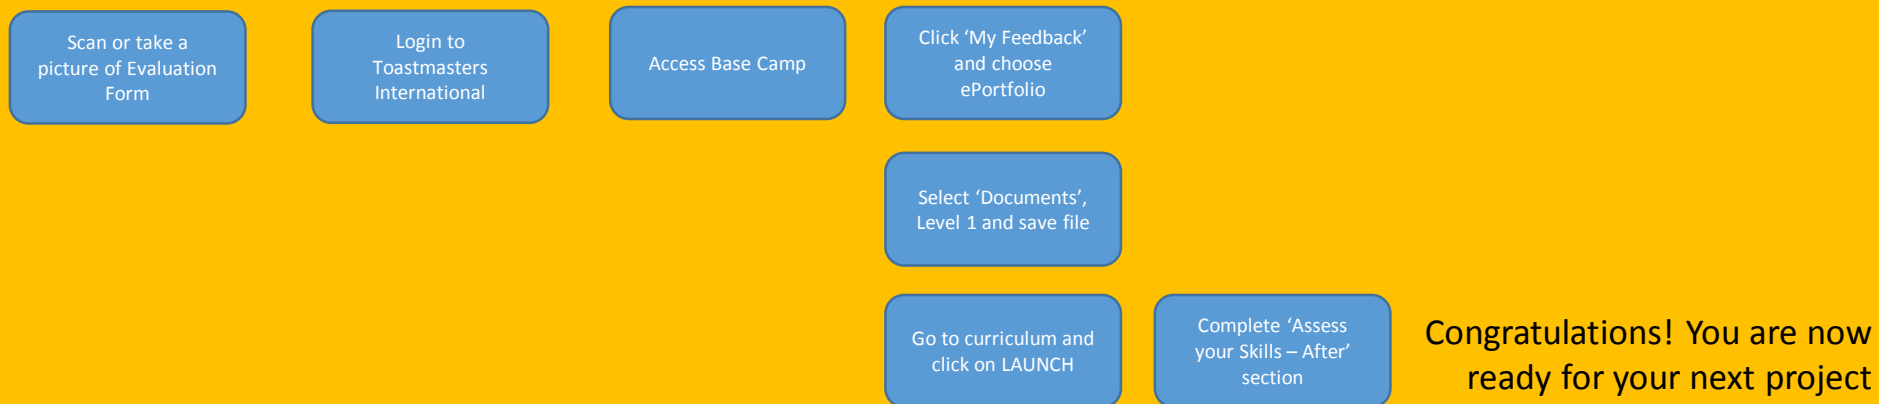 Scan or take a
picture of Evaluation
Form
Login to
Toastmasters
International
Access Base Camp
Click ‘My Feedback’
and choose
ePortfolio
Select ‘Documents’,
Level 1 and save file
Go to curriculum and
click on LAUNCH
Complete ‘Assess
your Skills – After’
section
Congratulations! You are now
ready for your next project